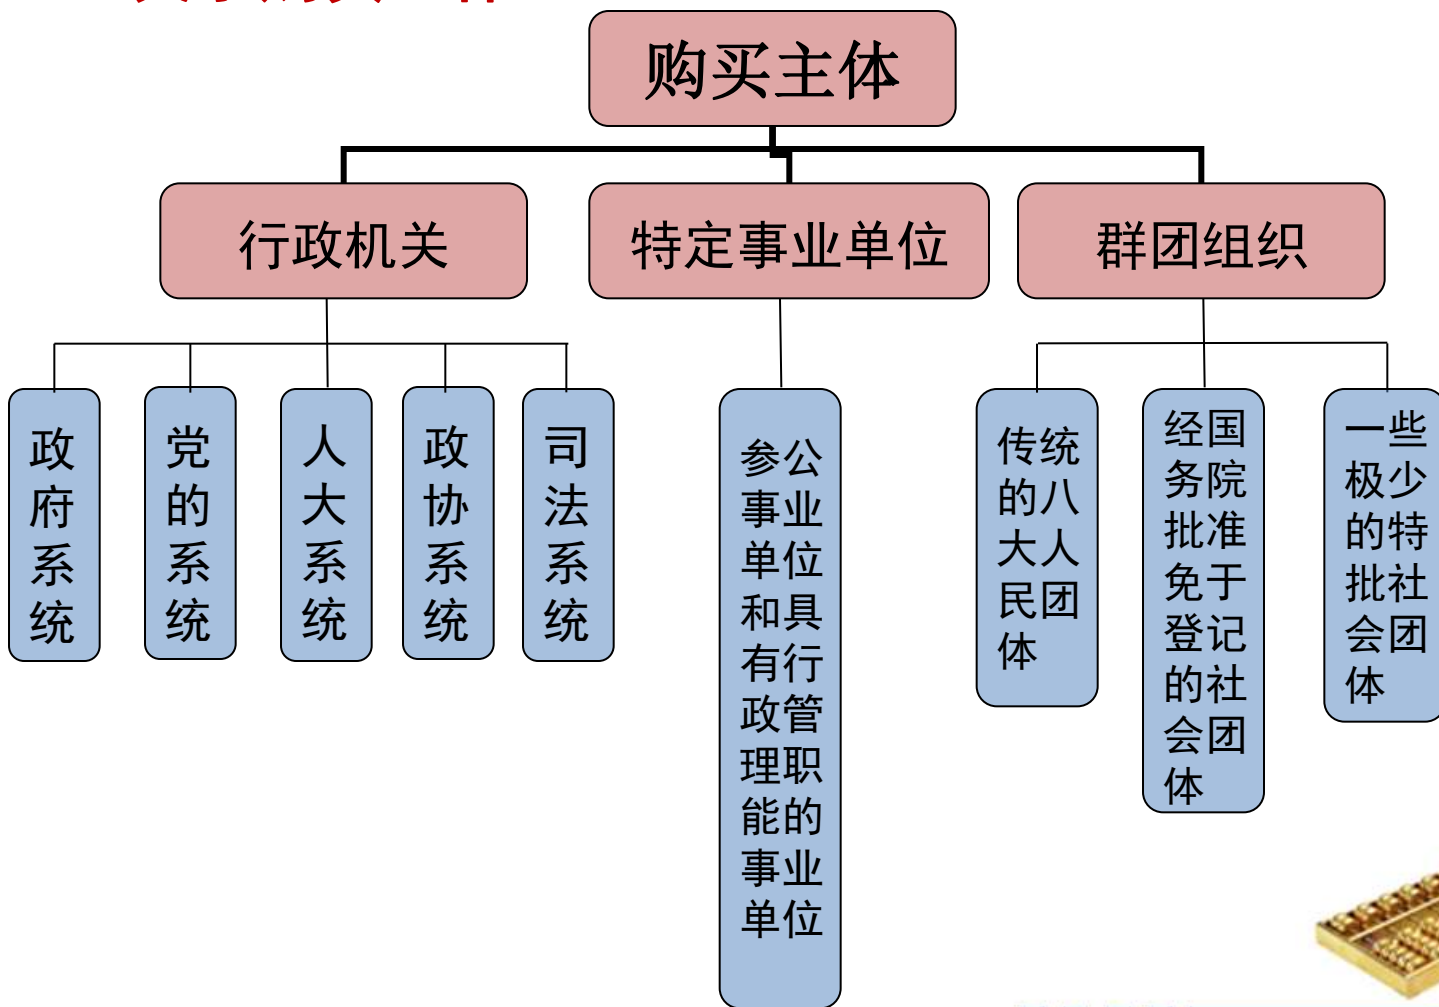 购买主体
行政机关
特定事业单位
群团组织
政府系统
党的系统
人大系统
政协系统
司法系统
参公
事业
单位
和具
有行
政管
理职
能的
事业
单位
传统
的八
大人
民团
体
经国
务院
批准
免于
登记
的社
会团
体
一些
极少
的特
批社
会团
体